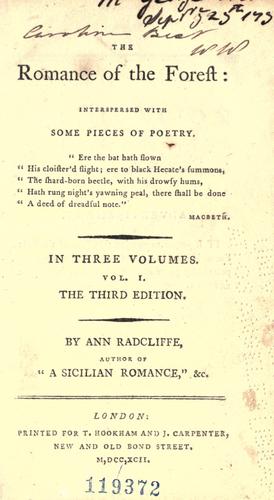 Sept
Caroline Best
W W
THE
Romance of the Foreſt:
INTERSPERSED WITH
SOME PIECES OF POETRY.
" Ere the bat hath flown
" His cloiſter'd flight; ere to black Hecate's ſummons,
" The ſhard-born beetle, with his drowſy hums,
" Hath rung night's yawning peal, there ſhall be done
" A deed of dreadful note."
MACBETH.
IN THREE VOLUMES.
VOL. I.
THE THIRD EDITION.
BY ANN RADCLIFFE,
AUTHOR OF
" A SICILIAN ROMANCE," &c.
LONDON:
PRINTED FOR T. HOOKHAM AND J. CARPENTER,
NEW AND OLD BOND STREET.
M,DCC,XCII.
119372